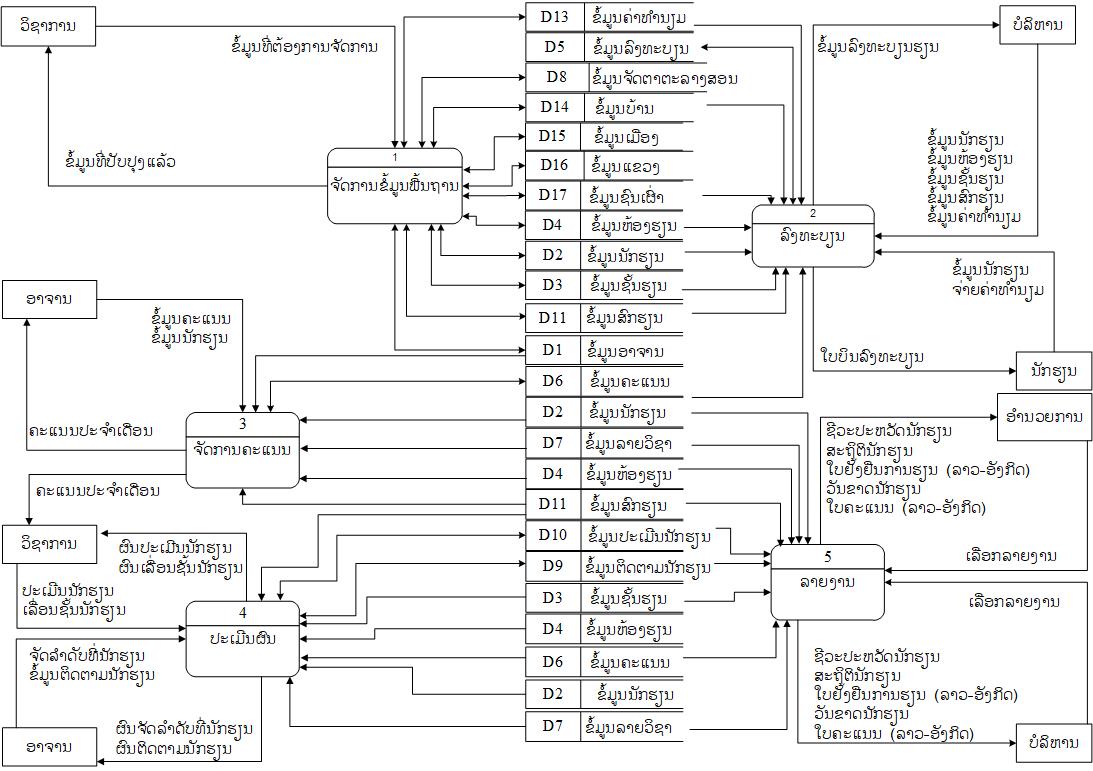 ວິຊາການ
ຂໍ້ມູນທີ່ຕ້ອງການຈັດການ
ຂໍ້ມູນທີ່ປັບປຸງແລ້ວ
1
ຈັດການຂໍ້ມູນພື້ນຖານ
D13 ຂໍ້ມູນຄ່າທຳນຽມ
D5 ຂໍ້ມູນລົງທະບຽນ
D8 ຂໍ້ມູນຈັດຕາຕະລາງສອນ
D14 ຂໍ້ມູນບ້ານ
D15 ຂໍ້ມູນເມືອງ
D16 ຂໍ້ມູນແຂວງ
D17 ຂໍ້ມູນຊົນເຜົ່າ
D4 ຂໍ້ມູນຫ້ອງຮຽນ
D2 ຂໍ້ມູນນັກຮຽນ
D3 ຂໍ້ມູນຊັ້ນຮຽນ
D11 ຂໍ້ມູນສົກຮຽນ
D1 ຂໍ້ມູນອາຈານ
D6 ຂໍ້ມູນຄະແນນ
D2 ຂໍ້ມູນນັກຮຽນ
D7 ຂໍ້ມູນລາຍວິຊາ
D4 ຂໍ້ມູນຫ້ອງຮຽນ
D11 ຂໍ້ມູນສົກຮຽນ
D10 ຂໍ້ມູນປະເມີນນັກຮຽນ
D9 ຂໍ້ມູນຕິດຕາມນັກຮຽນ
D3 ຂໍ້ມູນຊັ້ນຮຽນ
D4 ຂໍ້ມູນຫ້ອງຮຽນ
D6 ຂໍ້ມູນຄະແນນ
D2 ຂໍ້ມູນນັກຮຽນ
D7 ຂໍ້ມູນລາຍວິຊາ
ບໍລິຫານ
ຂໍ້ມູນລົງທະບຽນຮຽນ
ຂໍ້ມູນນັກຮຽນ
ຂໍ້ມູນຫ້ອງຮຽນ
ຂໍ້ມູນຊັ້ນຮຽນ
ຂໍ້ມູນສົກຮຽນ
ຂໍ້ມູນຄ່າທຳນຽມ
2
ລົງທະບຽນ
ຂໍ້ມູນນັກຮຽນ
ຈ່າຍຄ່າທຳນຽມ
ໃບບິນລົງທະບຽນ
ນັກຮຽນ
ອາຈານ
ຂໍ້ມູນຄະແນນ
ຂໍ້ມູນນັກຮຽນ
3
ຈັດການຄະແນນ
ຄະແນນປະຈຳເດືອນ
ຄະແນນປະຈຳເດືອນ
ວິຊາການ
ຜົນປະເມີນນັກຮຽນ
ຜົນເລື່ອນຊັ້ນນັກຮຽນ
ປະເມີນນັກຮຽນ
ເລື່ອນຊັ້ນນັກຮຽນ
4
ປະເມີນຜົນ
ຈັດລຳດັບທີ່ນັກຮຽນ
ຂໍ້ມູນຕິດຕາມນັກຮຽນ
ຜົນຈັດລຳດັບທີ່ນັກຮຽນ
ຜົນຕິດຕາມນັກຮຽນ
ອາຈານ
ອຳນວຍການ
ຊີວະປະຫວັດນັກຮຽນ
ສະຖິຕິນັກຮຽນ
ໃບຢັ້ງຢືນການຮຽນ (ລາວ-ອັງກິດ)
ວັນຂາດນັກຮຽນ
ໃບຄະແນນ (ລາວ-ອັງກິດ)
5
ລາຍງານ
ເລືອກລາຍງານ
ເລືອກລາຍງານ
ຊີວະປະຫວັດນັກຮຽນ
ສະຖິຕິນັກຮຽນ
ໃບຢັ້ງຢືນການຮຽນ (ລາວ-ອັງກິດ)
ວັນຂາດນັກຮຽນ
ໃບຄະແນນ (ລາວ-ອັງກິດ)
ບໍລິຫານ